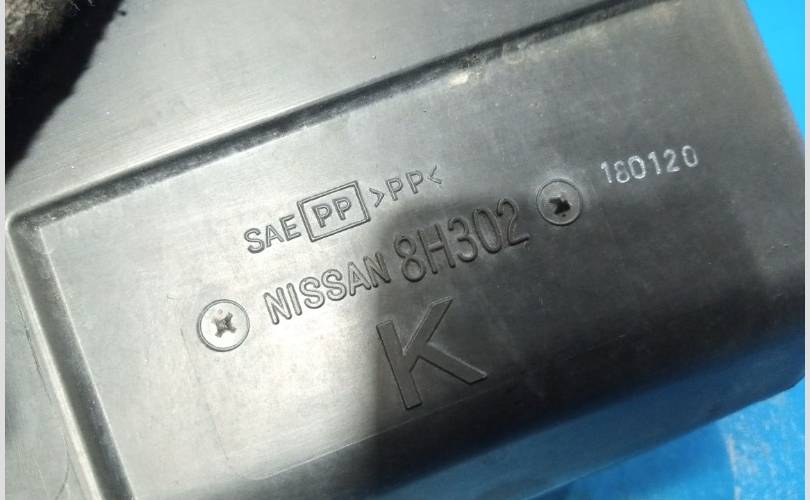 SAE PP >PP<
180120
NISSAN 8H302
K